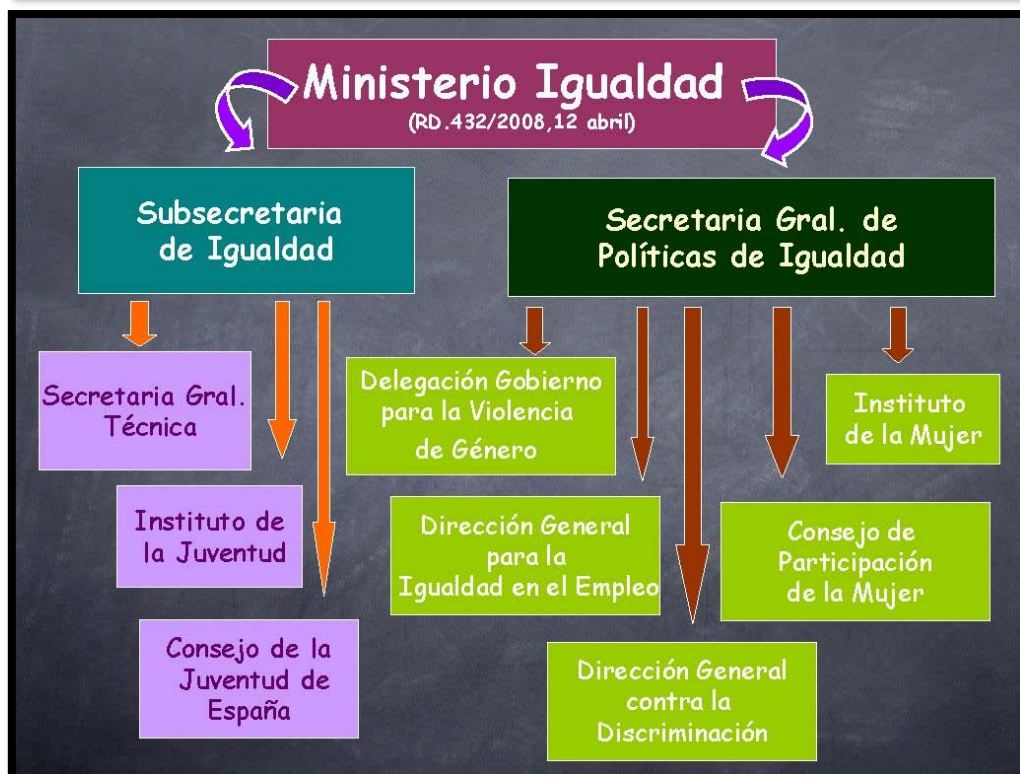 Ministerio Igualdad
(RD.432/2008,12 abril)
Subsecretaria
de Igualdad
Secretaria Gral. de
Políticas de Igualdad
Secretaria Gral.
Técnica
Instituto de
la Juventud
Consejo de la
Juventud de
España
Delegación Gobierno
para la Violencia
de Género
Dirección General
para la
Igualdad en el Empleo
Dirección General
contra la
Discriminación
Consejo de
Participación
de la Mujer
Instituto
de la Mujer